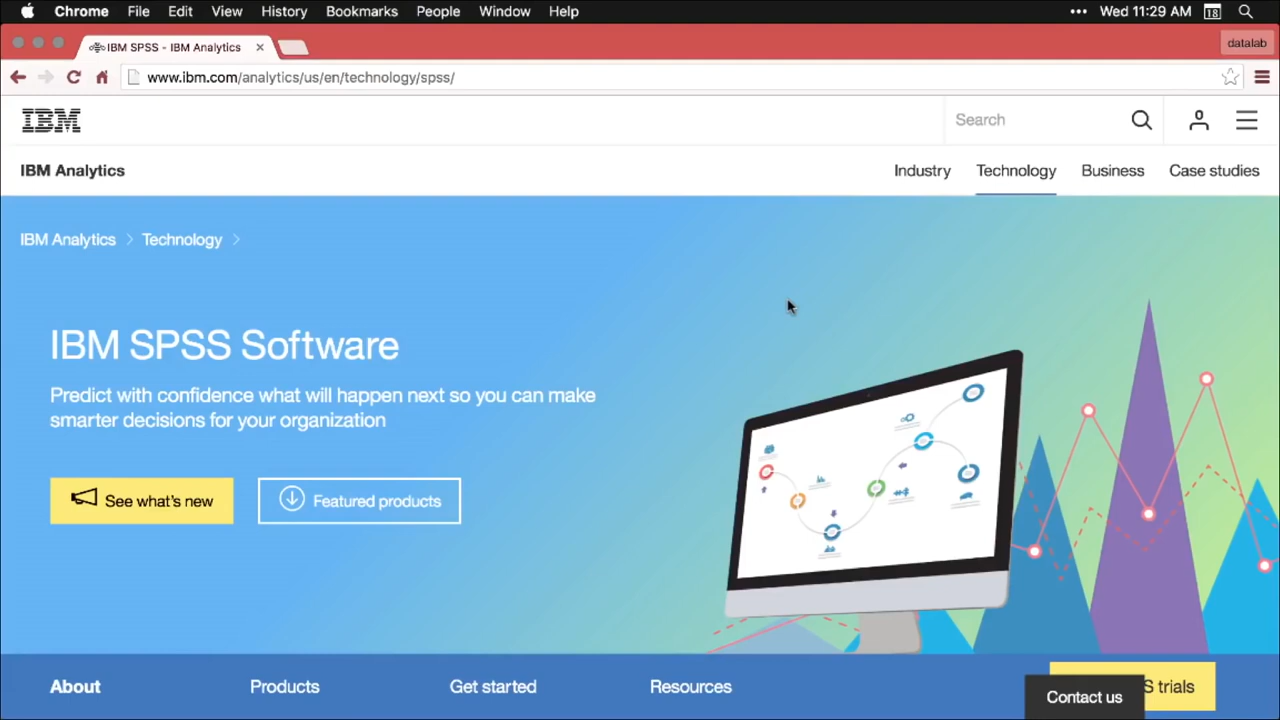 Chrome File Edit View History Bookmarks People Window Help ••• Wed 11:29 AM 18
IBM SPSS - IBM Analytics × datalab
www.ibm.com/analytics/us/en/technology/spss/
IBM Search
IBM Analytics Industry Technology Business Case studies
IBM Analytics > Technology >
IBM SPSS Software
Predict with confidence what will happen next so you can make
smarter decisions for your organization
See what's new Featured products
About Products Get started Resources S trials
Contact us